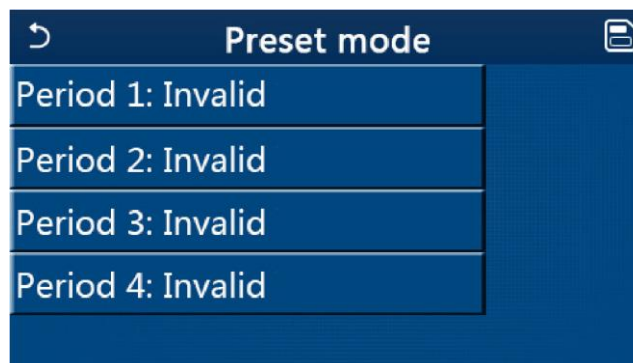 Preset mode
Period 1: Invalid
Period 2: Invalid
Period 3: Invalid
Period 4: Invalid